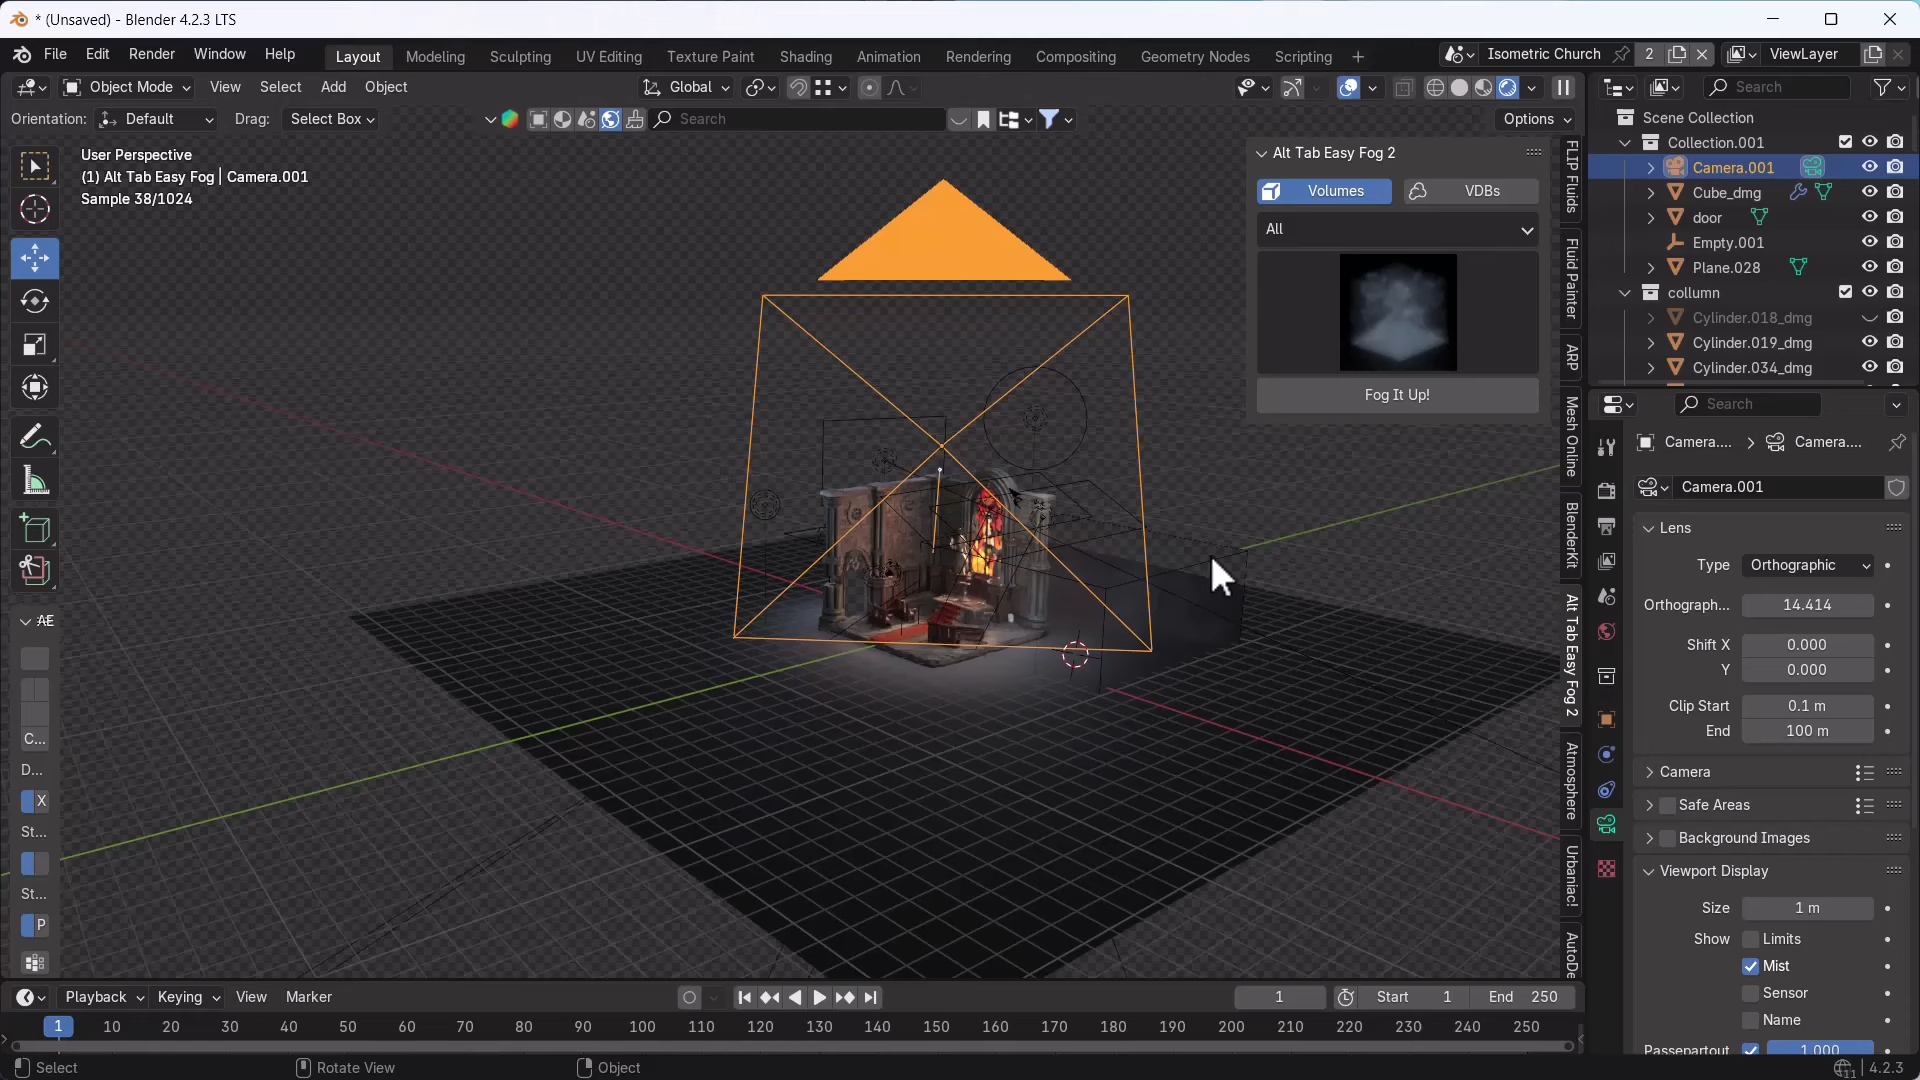 * (Unsaved) - Blender 4.2.3 LTS
File Edit Render Window Help Layout Modeling Sculpting UV Editing Texture Paint Shading Animation Rendering Compositing Geometry Nodes Scripting
Isometric Church 2 ViewLayer
Object Mode View Select Add Object Global
Search
Orientation: Default Drag: Select Box Search Options
User Perspective
(1) Alt Tab Easy Fog | Camera.001
Sample 38/1024
Alt Tab Easy Fog 2
Volumes VDBs
All
Fog It Up!
FLIP Fluids
Fluid Painter
ARP
Mesh Online
BlenderKit
Alt Tab Easy Fog 2
Atmosphere
Urbaniac!
AutoDe
AE
C...
D...
X
St...
St...
P
Scene Collection
Collection.001
Camera.001
Cube_dmg
door
Empty.001
Plane.028
collumn
Cylinder.018_dmg
Cylinder.019_dmg
Cylinder.034_dmg
Search
Camera.... Camera....
Camera.001
Lens
Type Orthographic
Orthograph... 14.414
Shift X 0.000
Y 0.000
Clip Start 0.1 m
End 100 m
Camera
Safe Areas
Background Images
Viewport Display
Size 1 m
Show Limits
Mist
Sensor
Name
Passepartout 1.000
Playback Keying View Marker 1 Start 1 End 250
1 10 20 30 40 50 60 70 80 90 100 110 120 130 140 150 160 170 180 190 200 210 220 230 240 250
Select Rotate View Object 11 4.2.3